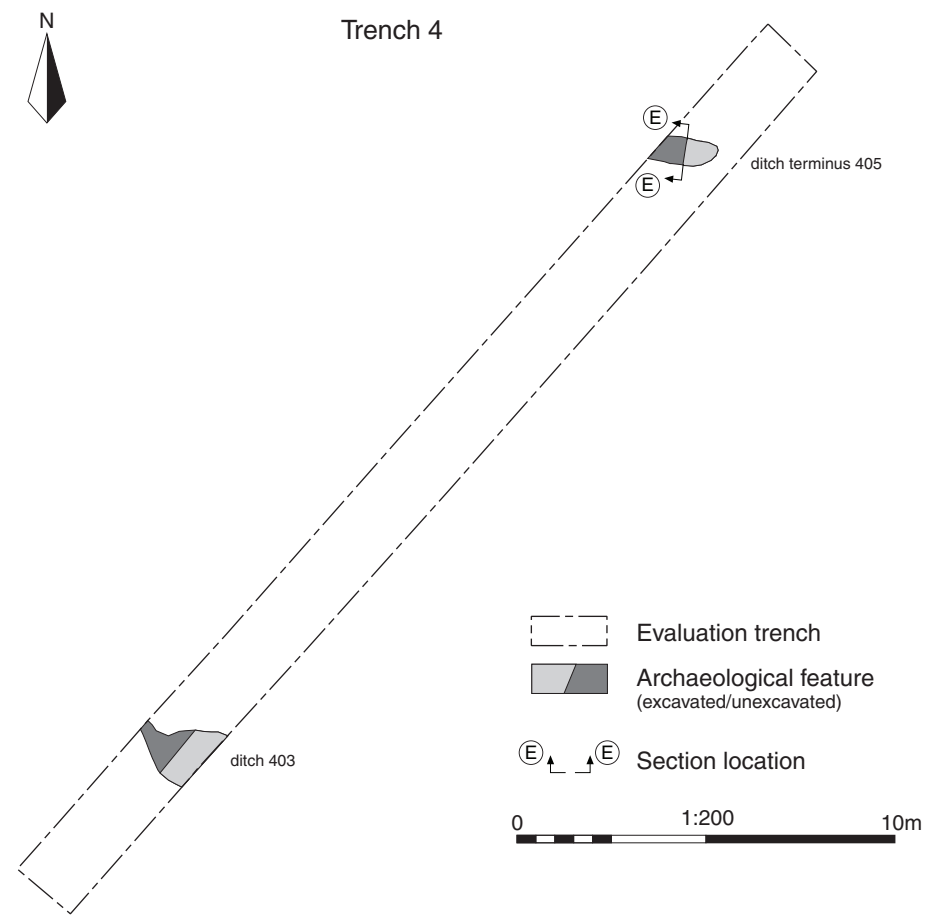 N
Trench 4
E
ditch terminus 405
E
Evaluation trench
Archaeological feature
(excavated/unexcavated)
ditch 403
E E Section location
0 1:200 10m